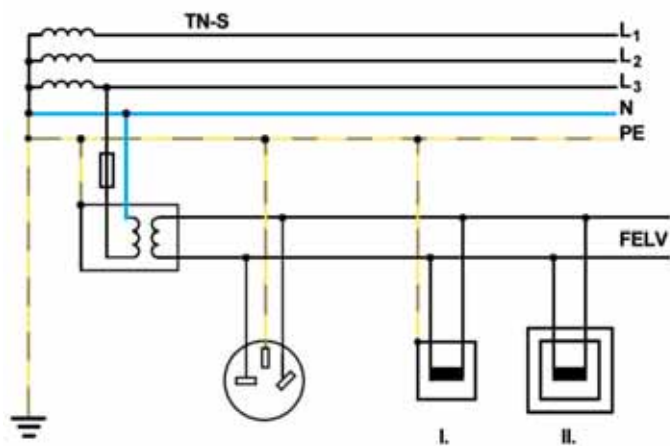 TN-S
L₁
L₂
L₃
N
PE
FELV
I. II.